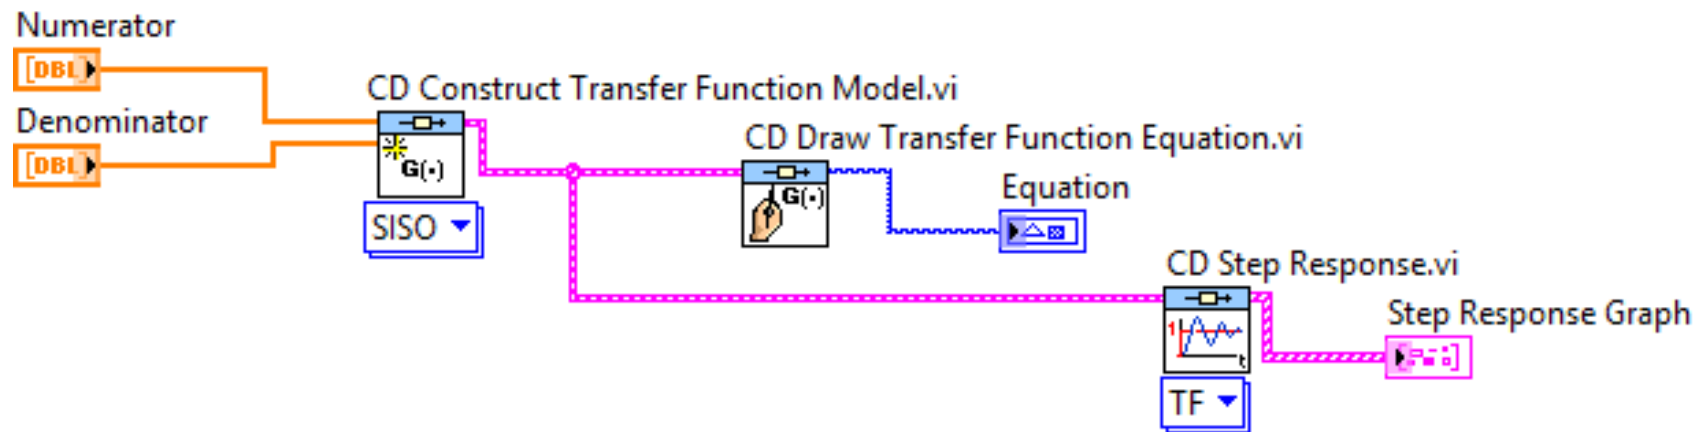 Numerator
[DBL]
CD Construct Transfer Function Model.vi
Denominator
[DBL]
G(·)
SISO
CD Draw Transfer Function Equation.vi
G(·)
Equation
CD Step Response.vi
1
t
TF
Step Response Graph